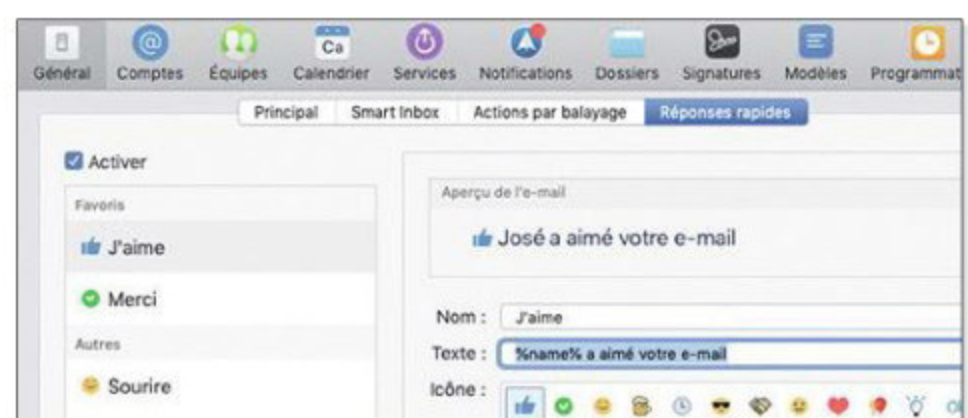 Général Comptes Équipes Calendrier Services Notifications Dossiers Signatures Modèles Programmat
Ca
Principal Smart Inbox Actions par balayage Réponses rapides
Activer
Favoris
J'aime
Merci
Autres
Sourire
Aperçu de l'e-mail
José a aimé votre e-mail
Nom : J'aime
Texte : %name% a aimé votre e-mail
Icône :